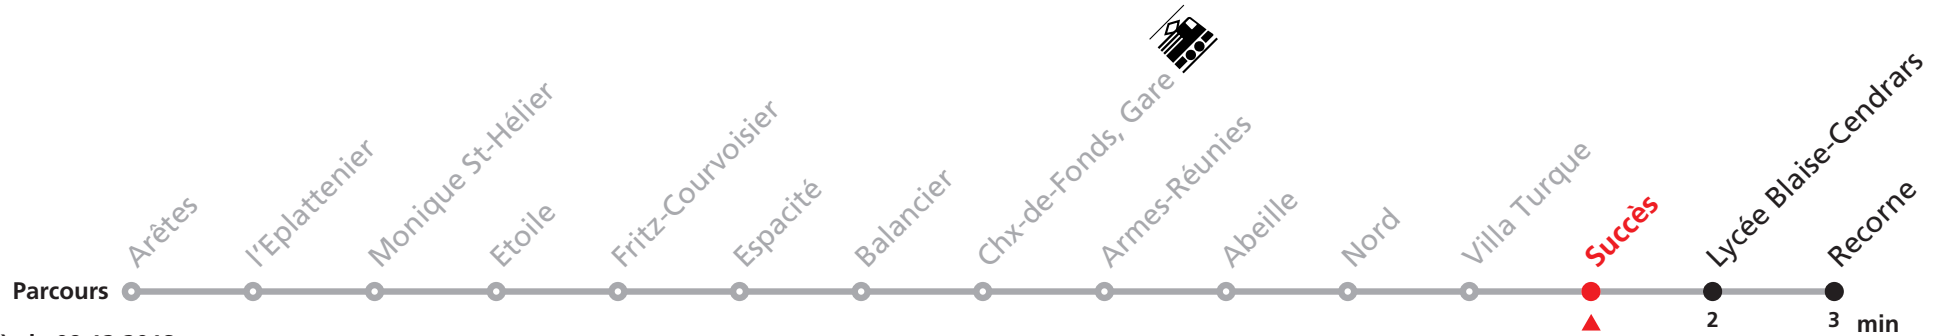 Arêtes
l'Eplattenier
Monique St-Hélier
Etoile
Fritz-Courvoisier
Espacité
Balancier
Chx-de-Fonds, Gare
Armes-Réunies
Abeille
Nord
Villa Turque
Succès
Lycée Blaise-Cendrars
Recorne
Parcours
2 3 min